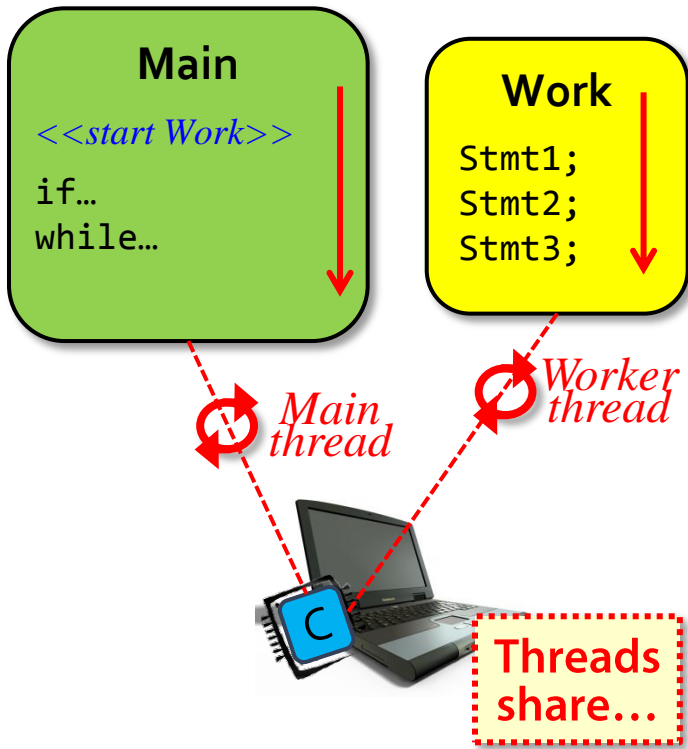 Main
<<start Work>>
if…
while…
Work
Stmt1;
Stmt2;
Stmt3;
Main
thread
Worker
thread
C
Threads
share…